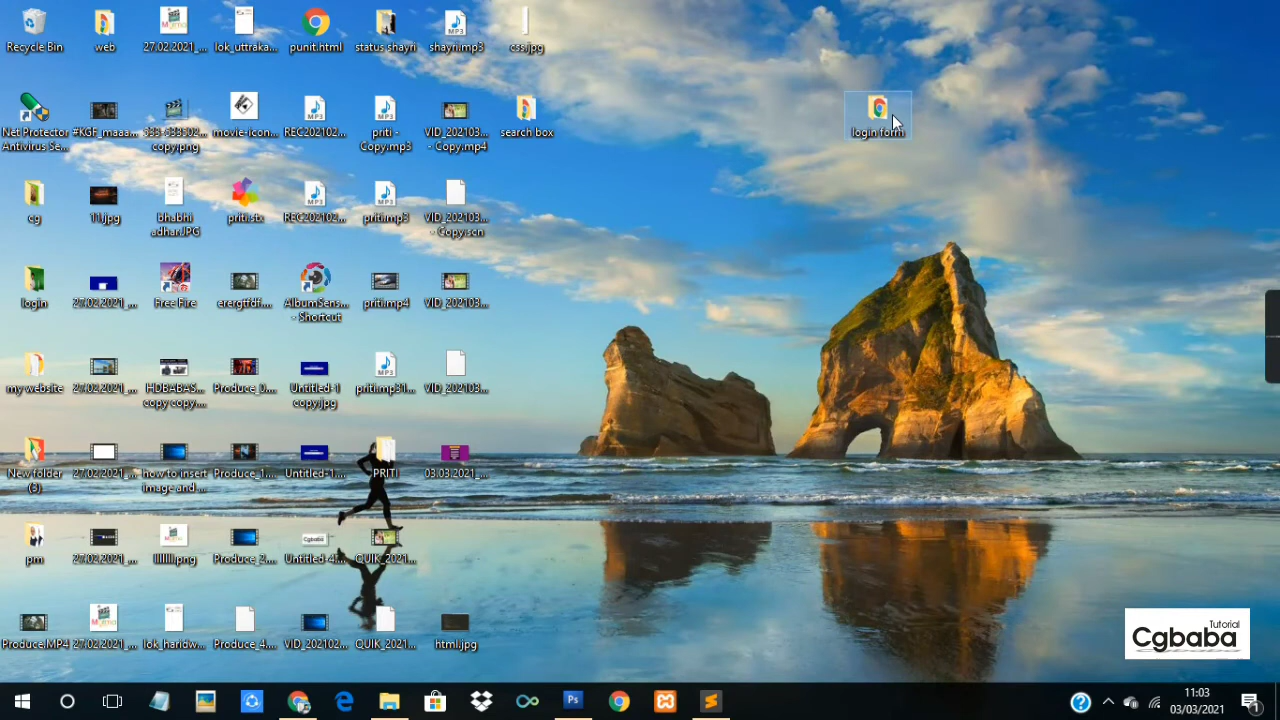 Recycle Bin
web
27.02.2021_...
lok_uttraka...
punit.html
status shayri
shayri.mp3
css.jpg
Net Protector
Antivirus Se...
#KGF_maaa...
copy.png
movie-icon...
REC202102...
priti -
Copy.mp3
VID_202103...
- Copy.mp4
search box
login form
cg
11.jpg
bhabhi
adhar.JPG
priti.stx
REC202102...
priti.mp3
VID_202103...
- Copy.scn
login
27.02.2021_...
Free Fire
erergtfdf....
AlbumSens...
- Shortcut
priti.mp4
VID_202103...
my website
27.02.2021_...
HDBABAS...
copy copy....
Produce_0....
Untitled-1
copy.jpg
priti.mp31...
VID_202103...
New folder
(3)
27.02.2021_...
how to insert
image and ...
Produce_1....
Untitled-1...
PRITI
03.03.2021_...
pm
27.02.2021_...
Produce_2....
Untitled-4...
QUIK_2021...
Produce.MP4
27.02.2021_...
lok_haridw...
Produce_4....
VID_202102...
QUIK_2021...
html.jpg
Tutorial
Cgbaba
Ps
11:03
03/03/2021
1